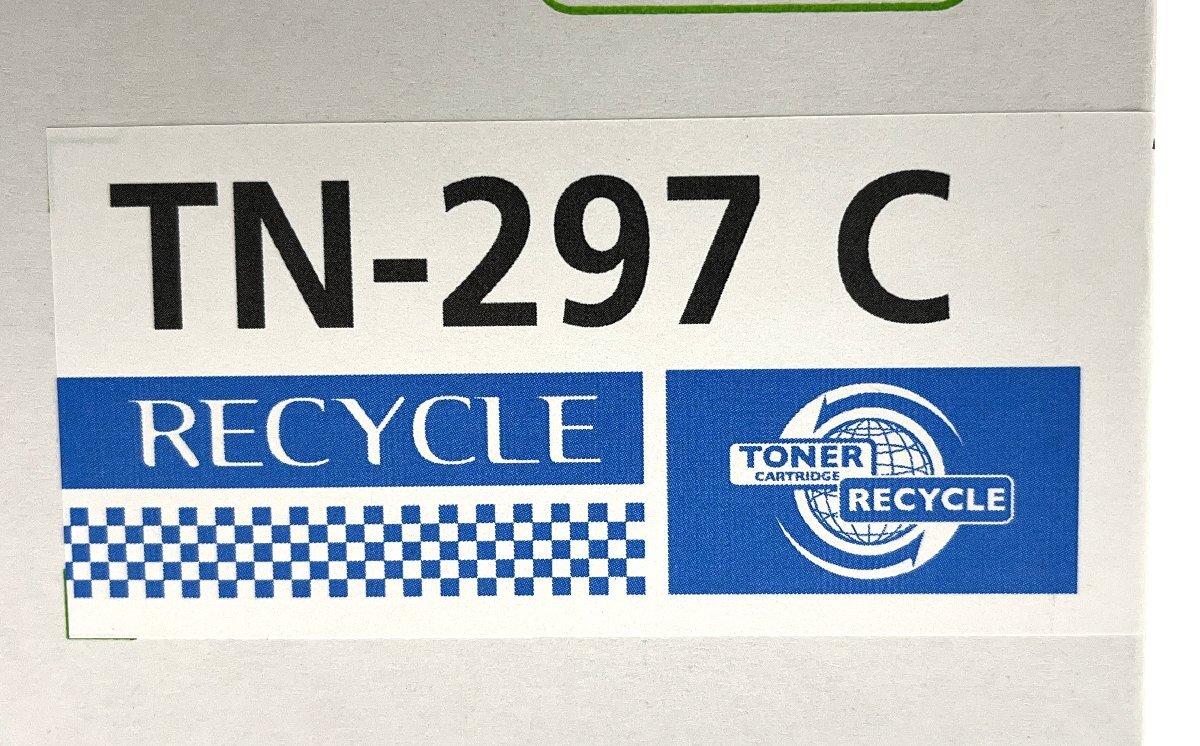 TN-297 C
RECYCLE
TONER
CARTRIDGE
RECYCLE